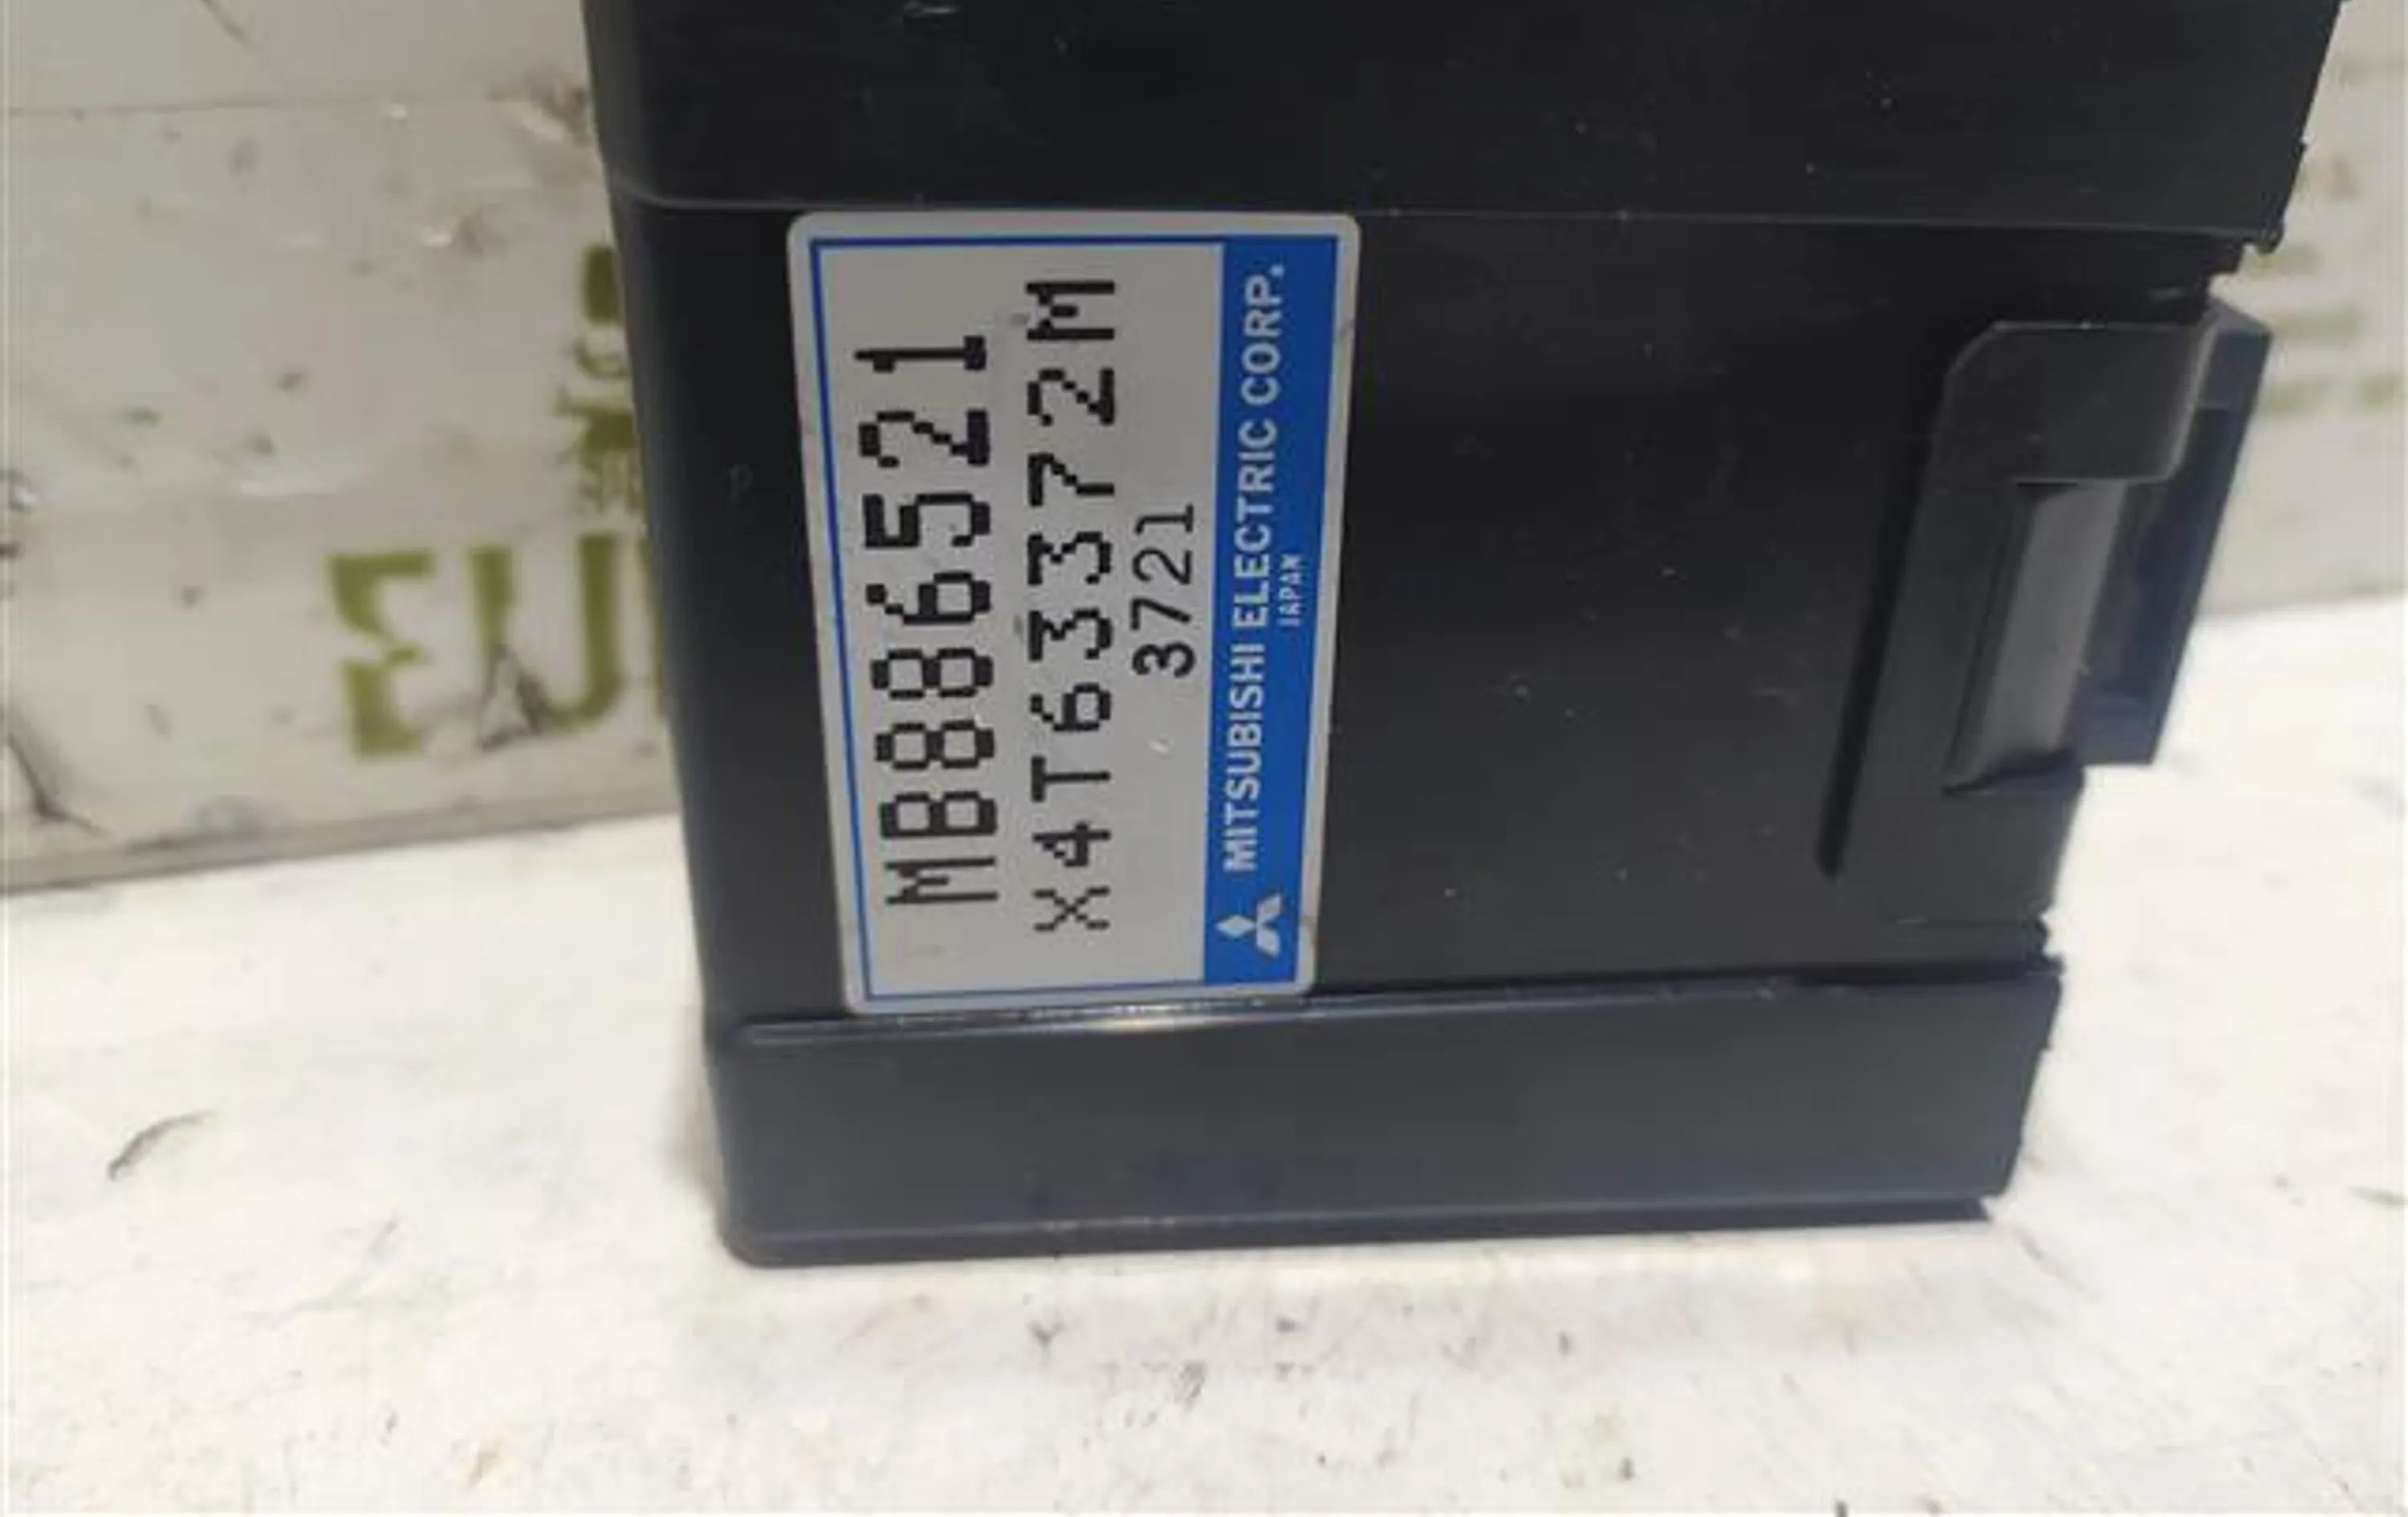 MB886521
X4T63372M
3721
MITSUBISHI ELECTRIC CORP.
JAPAN